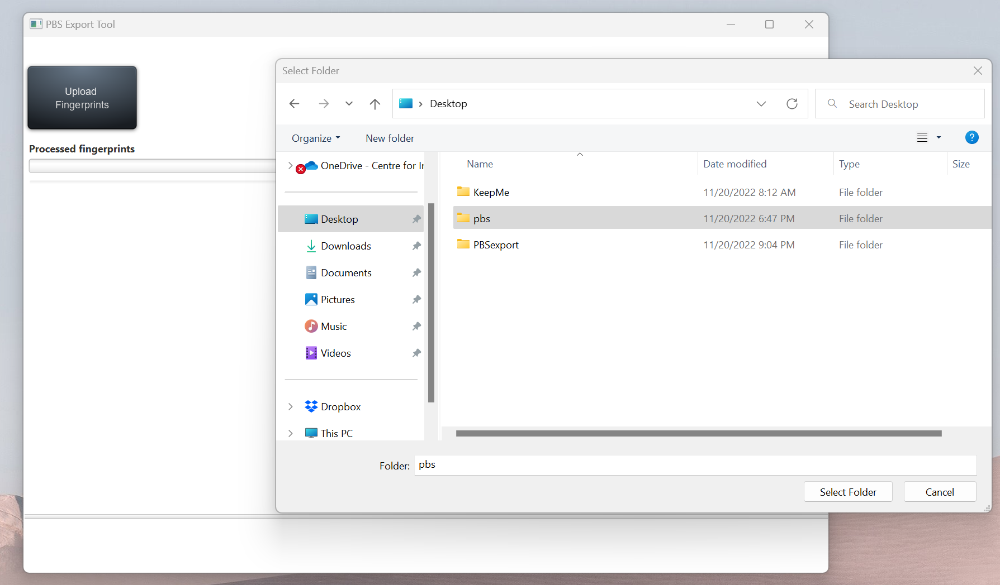 PBS Export Tool
Upload
Fingerprints
Processed fingerprints
Select Folder
Desktop
Search Desktop
Organize
New folder
?
OneDrive - Centre for
Desktop
Downloads
Documents
Pictures
Music
Videos
Dropbox
This PC
Name Date modified Type Size
KeepMe 11/20/2022 8:12 AM File folder
pbs 11/20/2022 6:47 PM File folder
PBSexport 11/20/2022 9:04 PM File folder
Folder: pbs
Select Folder Cancel